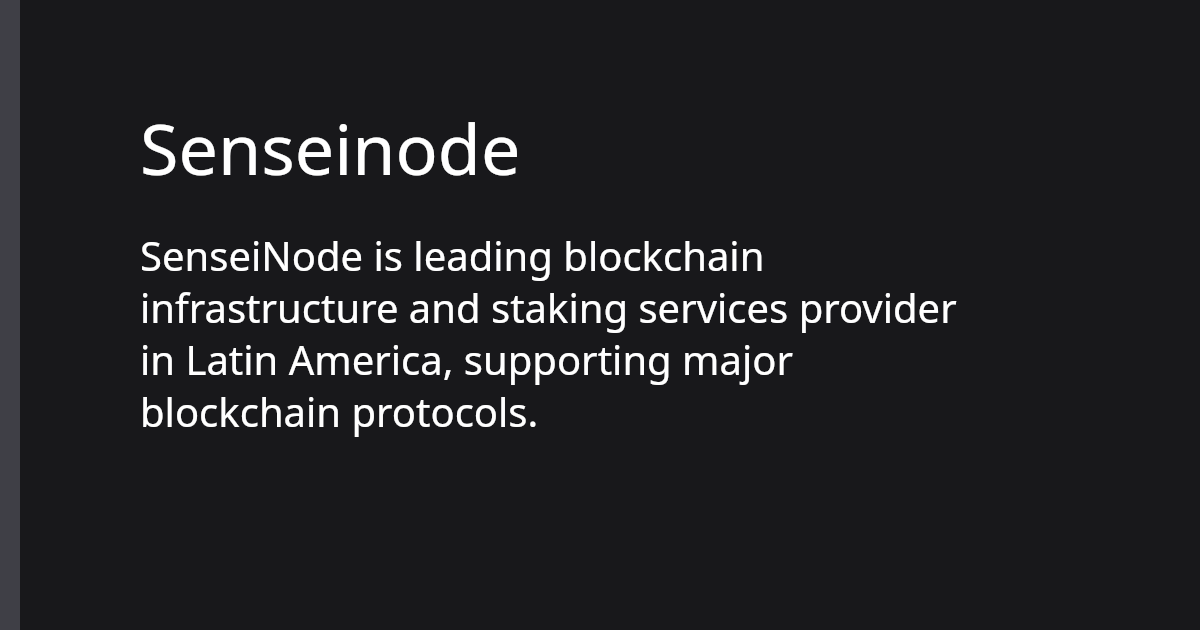 Senseinode
SenseiNode is leading blockchain
infrastructure and staking services provider
in Latin America, supporting major
blockchain protocols.